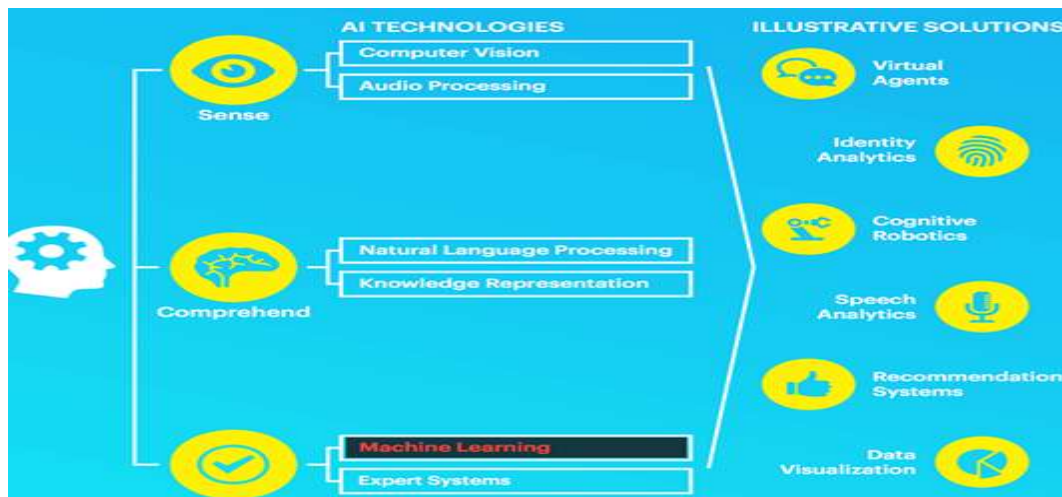 AI TECHNOLOGIES
Computer Vision
Audio Processing
Sense
Natural Language Processing
Knowledge Representation
Comprehend
Machine Learning
Expert Systems
ILLUSTRATIVE SOLUTIONS
Virtual
Agents
Identity
Analytics
Cognitive
Robotics
Speech
Analytics
Recommendation
Systems
Data
Visualization